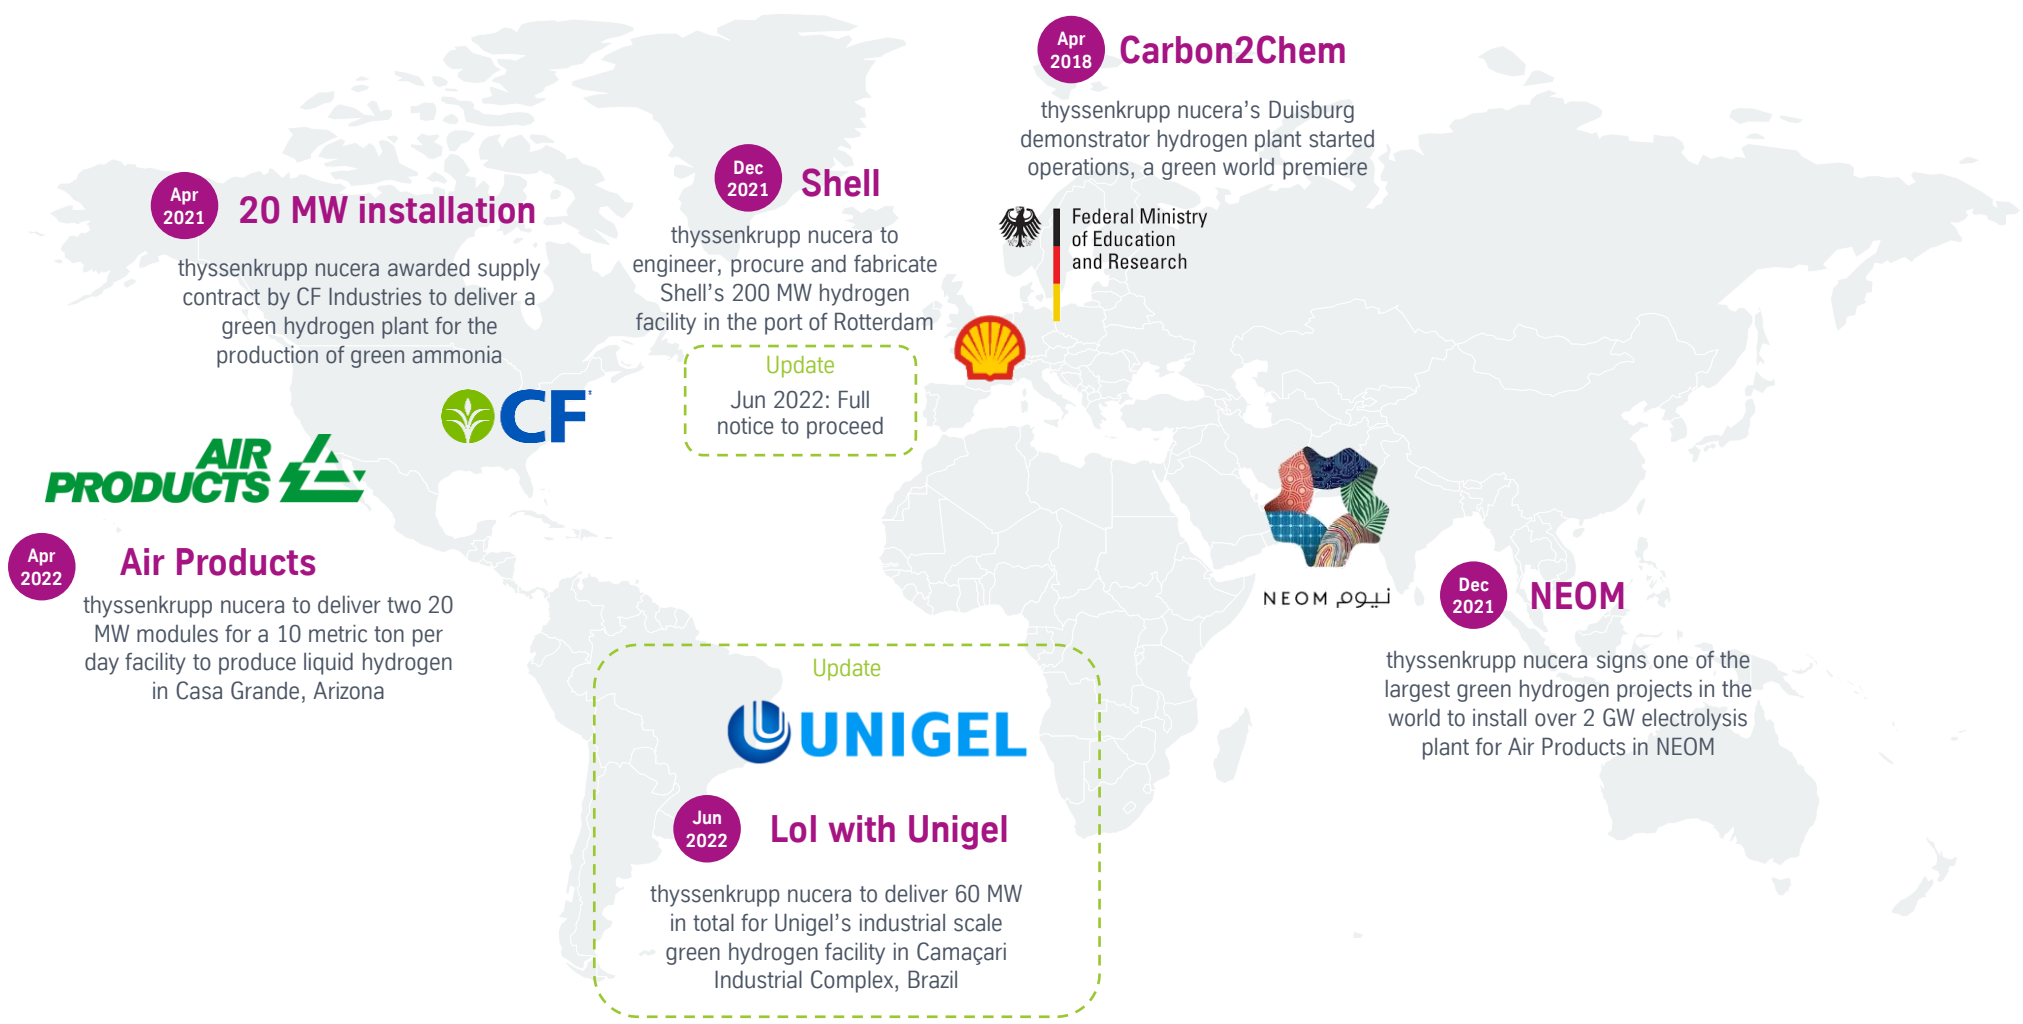 Apr
2018
Carbon2Chem
thyssenkrupp nucera’s Duisburg
demonstrator hydrogen plant started
operations, a green world premiere
Federal Ministry
of Education
and Research
Apr
2021
20 MW installation
thyssenkrupp nucera awarded supply
contract by CF Industries to deliver a
green hydrogen plant for the
production of green ammonia
CF
Dec
2021
Shell
thyssenkrupp nucera to
engineer, procure and fabricate
Shell’s 200 MW hydrogen
facility in the port of Rotterdam
Update
Jun 2022: Full
notice to proceed
AIR
PRODUCTS
Apr
2022
Air Products
thyssenkrupp nucera to deliver two 20
MW modules for a 10 metric ton per
day facility to produce liquid hydrogen
in Casa Grande, Arizona
NEOM نيوم
Dec
2021
NEOM
thyssenkrupp nucera signs one of the
largest green hydrogen projects in the
world to install over 2 GW electrolysis
plant for Air Products in NEOM
Update
UNIGEL
Jun
2022
LoI with Unigel
thyssenkrupp nucera to deliver 60 MW
in total for Unigel’s industrial scale
green hydrogen facility in Camaçari
Industrial Complex, Brazil